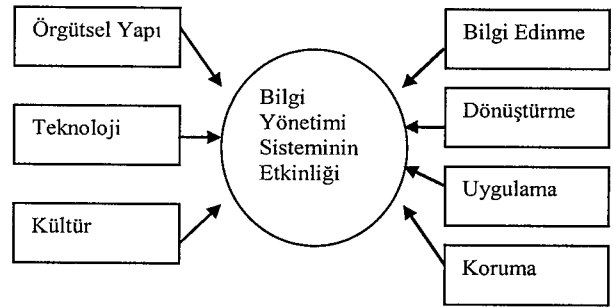 Örgütsel Yapı
Teknoloji
Kültür
Bilgi
Yönetimi
Sisteminin
Etkinliği
Bilgi Edinme
Dönüştürme
Uygulama
Koruma